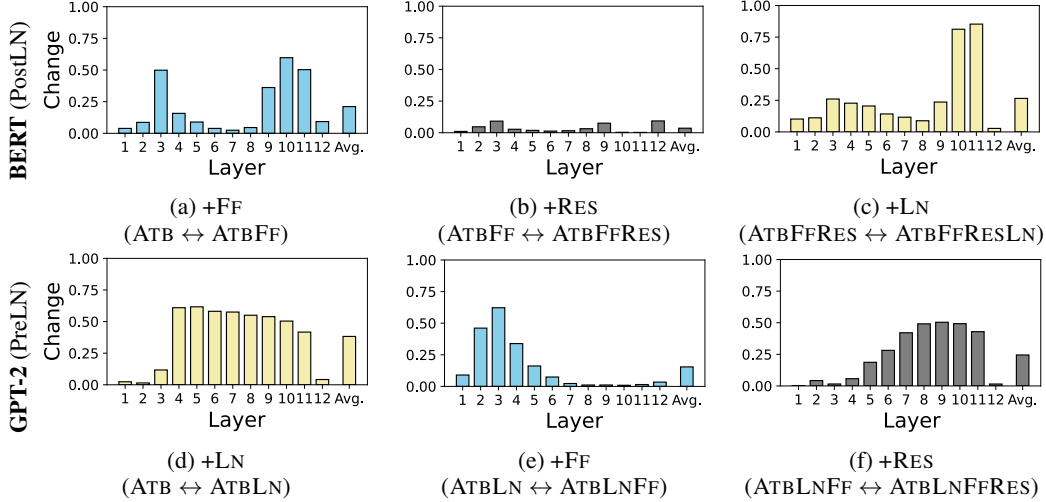 BERT (PostLN)
Change
1.00
0.75
0.50
0.25
0.00
1 2 3 4 5 6 7 8 9 10 11 12 Avg.
Layer
(a) +FF
(ATB ↔ ATBFF)
1.00
0.75
0.50
0.25
0.00
1 2 3 4 5 6 7 8 9 10 11 12 Avg.
Layer
(b) +RES
(ATBFF ↔ ATBFFRES)
1.00
0.75
0.50
0.25
0.00
1 2 3 4 5 6 7 8 9 10 11 12 Avg.
Layer
(c) +LN
(ATBFFRES ↔ ATBFFRESLN)
GPT-2 (PreLN)
Change
1.00
0.75
0.50
0.25
0.00
1 2 3 4 5 6 7 8 9 10 11 12 Avg.
Layer
(d) +LN
(ATB ↔ ATBLN)
1.00
0.75
0.50
0.25
0.00
1 2 3 4 5 6 7 8 9 10 11 12 Avg.
Layer
(e) +FF
(ATBLN ↔ ATBLNFF)
1.00
0.75
0.50
0.25
0.00
1 2 3 4 5 6 7 8 9 10 11 12 Avg.
Layer
(f) +RES
(ATBLNFF ↔ ATBLNFFRES)